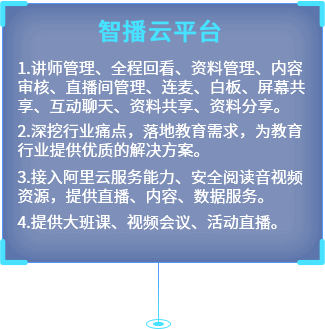 智播云平台
1.讲师管理、全程回看、资料管理、内容
审核、直播间管理、连麦、白板、屏幕共
享、互动聊天、资料共享、资料分享。
2.深挖行业痛点，落地教育需求，为教育
行业提供优质的解决方案。
3.接入阿里云服务能力、安全阅读音视频
资源，提供直播、内容、数据服务。
4.提供大班课、视频会议、活动直播。